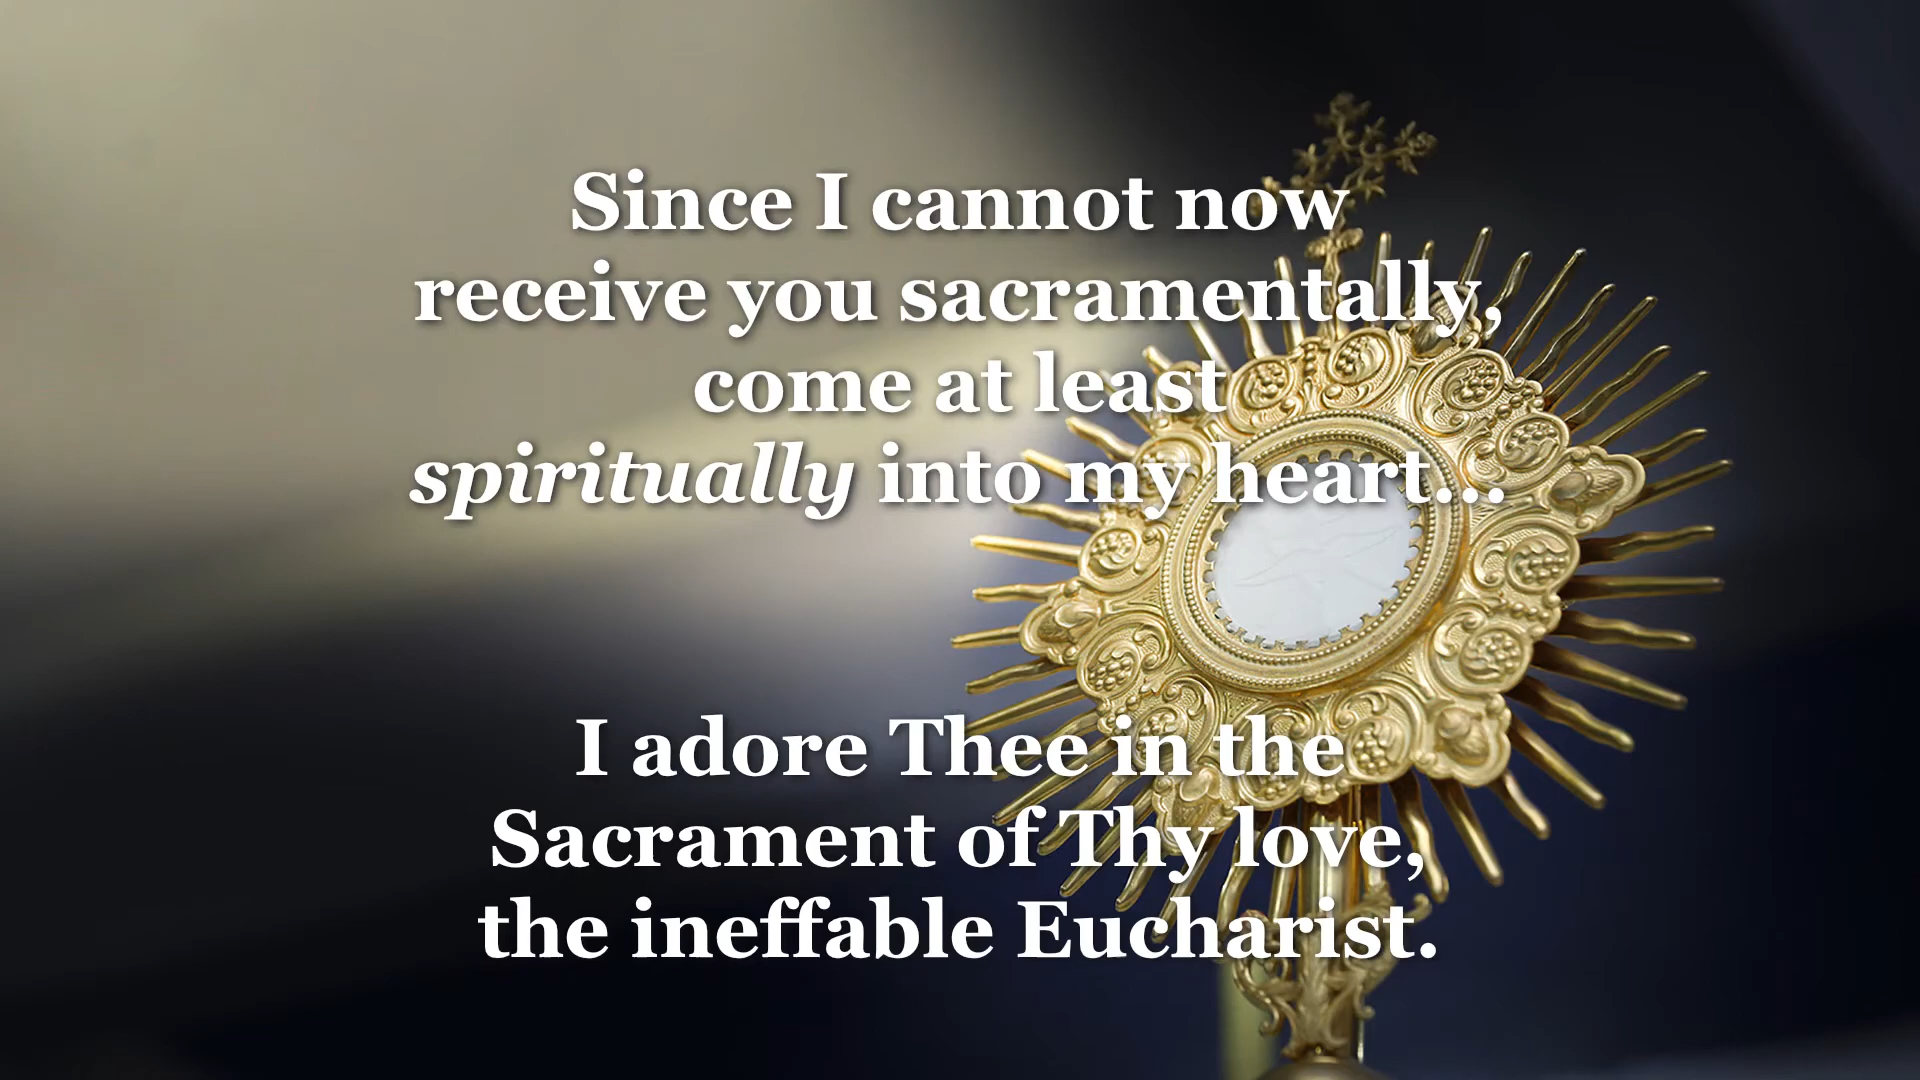 Since I cannot now
receive you sacramentally,
come at least
spiritually into my heart...
I adore Thee in the
Sacrament of Thy love,
the ineffable Eucharist.